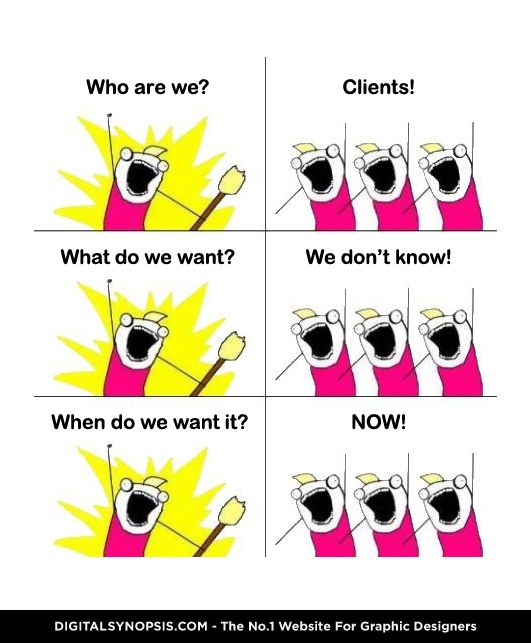 Who are we?
Clients!
What do we want?
We don't know!
When do we want it?
NOW!
DIGITALSYNOPSIS.COM - The No.1 Website For Graphic Designers